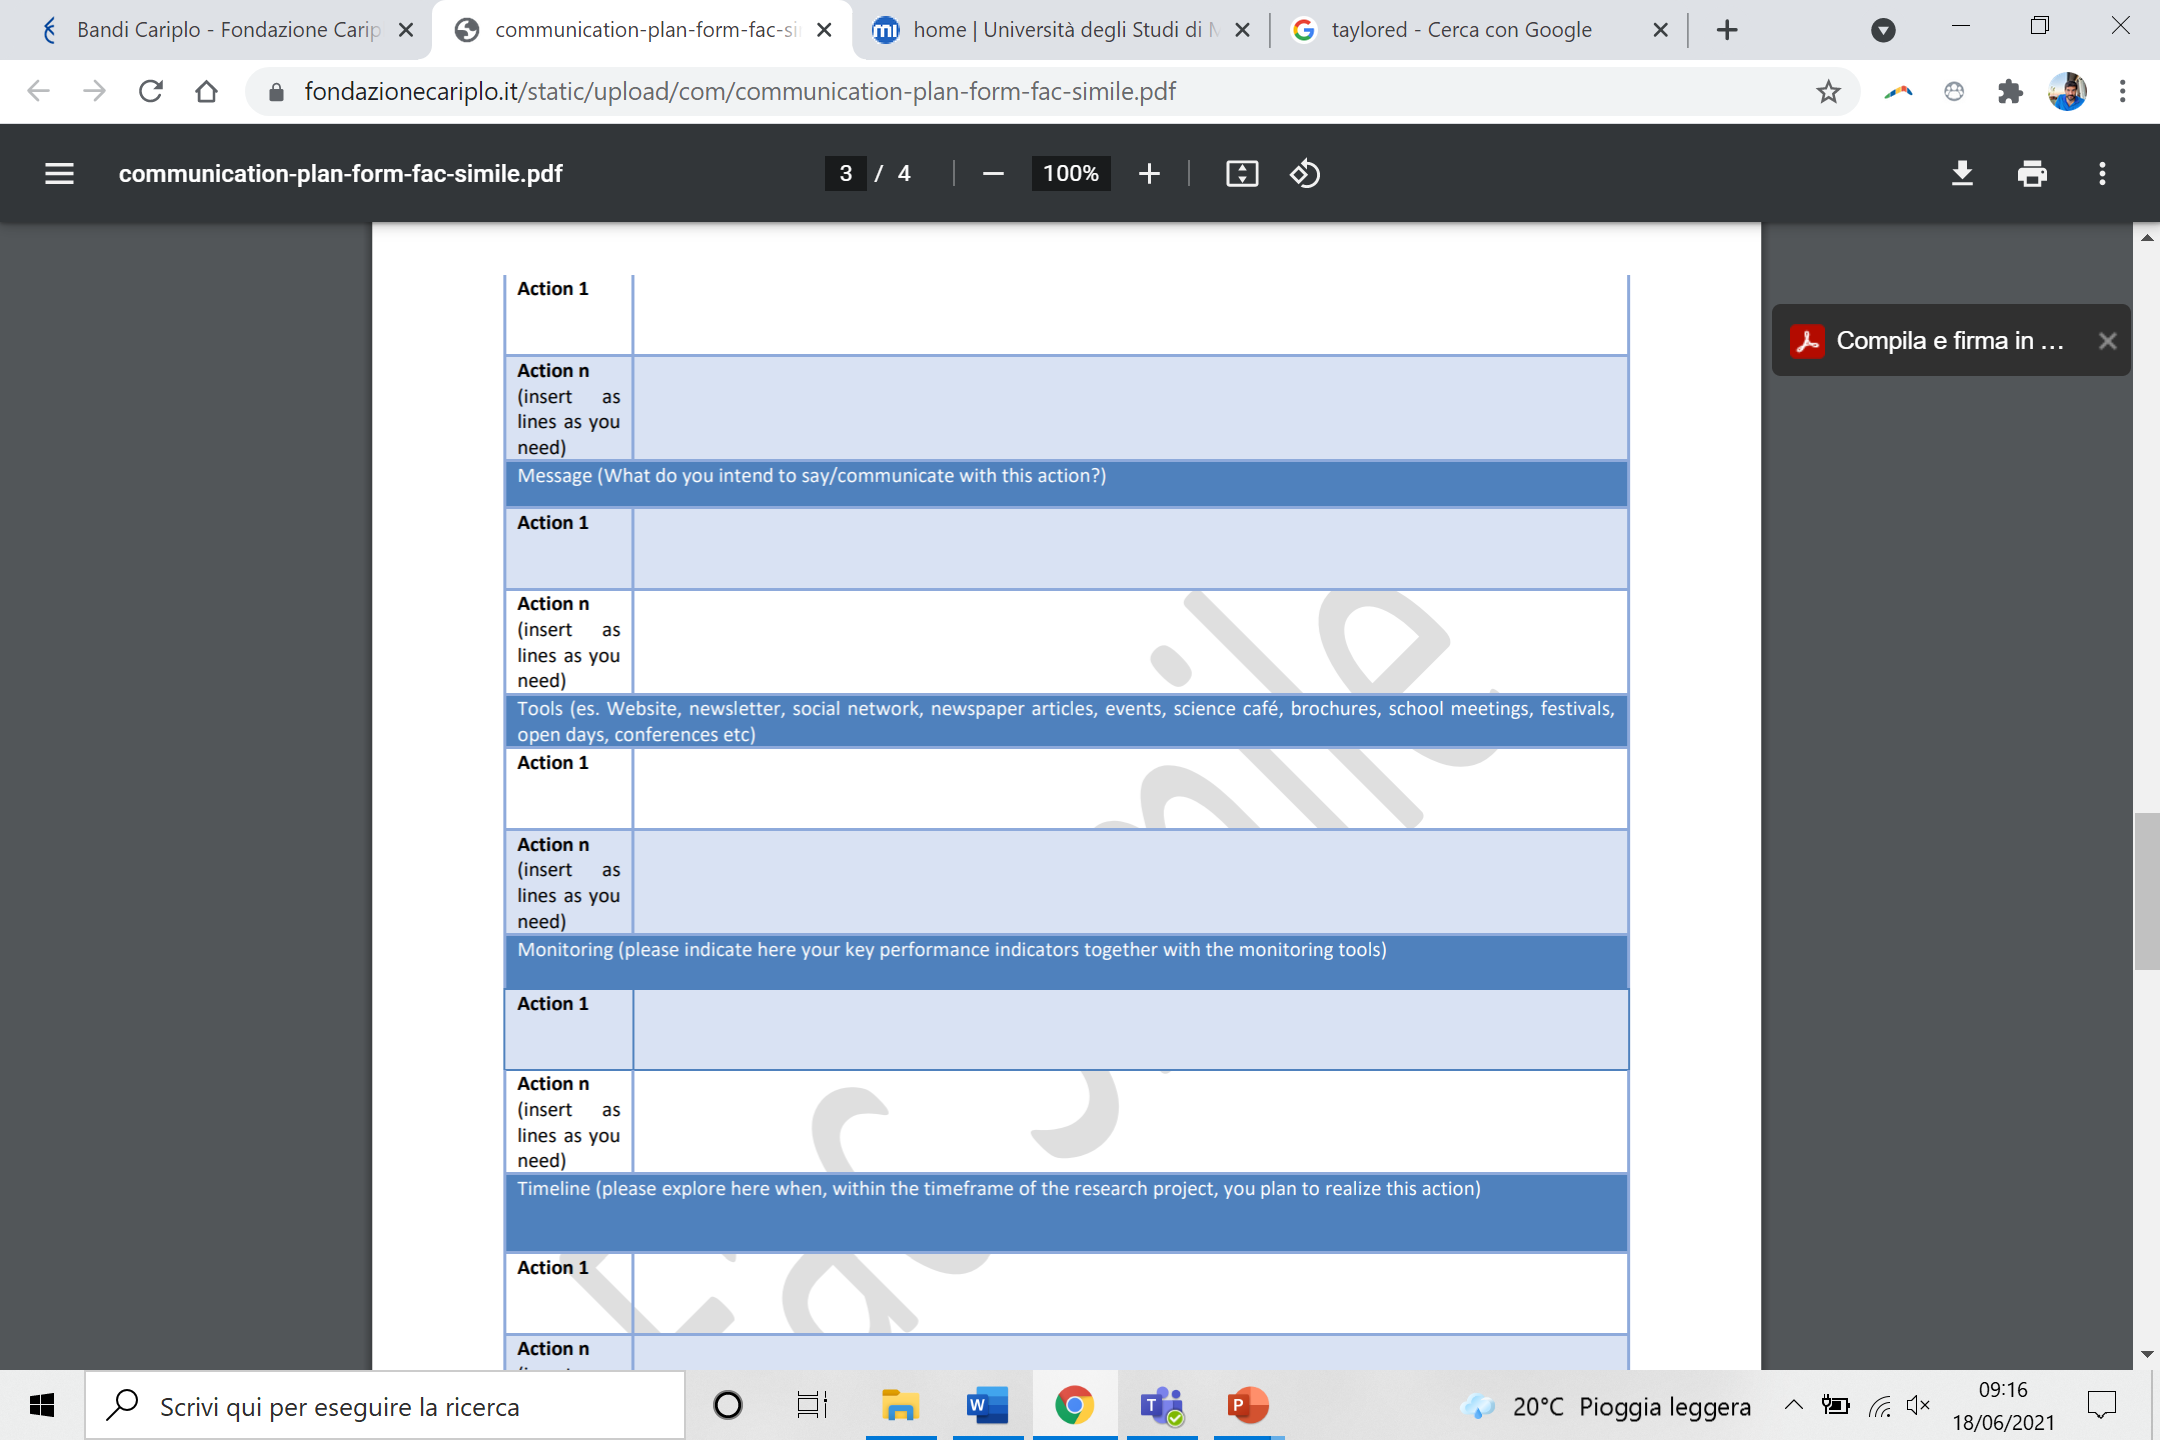 Bandi Cariplo - Fondazione Carip
communication-plan-form-fac-si
home | Università degli Studi di M
taylored - Cerca con Google
fondazionecariplo.it/static/upload/com/communication-plan-form-fac-simile.pdf
communication-plan-form-fac-simile.pdf
3 / 4
100%
Compila e firma in ...
Action 1
Action n
(insert as
lines as you
need)
Message (What do you intend to say/communicate with this action?)
Action 1
Action n
(insert as
lines as you
need)
Tools (es. Website, newsletter, social network, newspaper articles, events, science café, brochures, school meetings, festivals,
open days, conferences etc)
Action 1
Action n
(insert as
lines as you
need)
Monitoring (please indicate here your key performance indicators together with the monitoring tools)
Action 1
Action n
(insert as
lines as you
need)
Timeline (please explore here when, within the timeframe of the research project, you plan to realize this action)
Action 1
Action n
Fac simile
Scrivi qui per eseguire la ricerca
20°C Pioggia leggera
09:16
18/06/2021